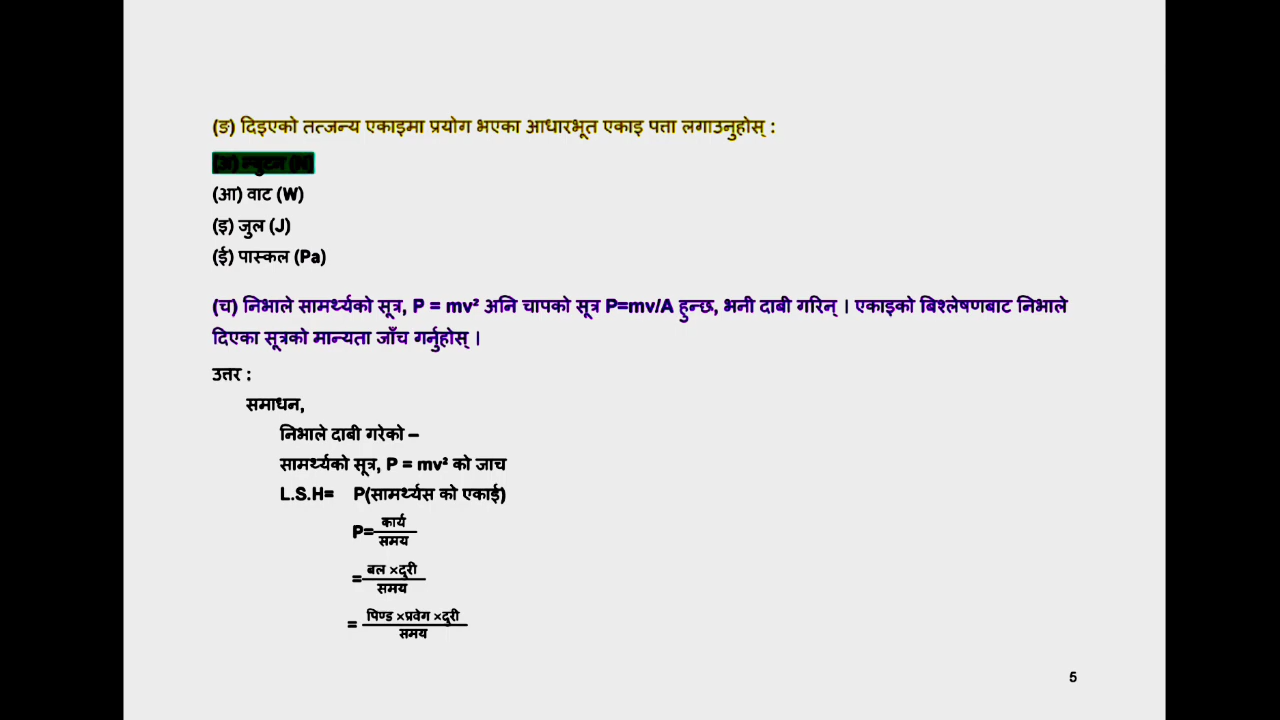 (ङ) दिइएको तत्जन्य एकाइमा प्रयोग भएका आधारभूत एकाइ पत्ता लगाउनुहोस् :
(अ) न्युटन (N)
(आ) वाट (W)
(इ) जुल (J)
(ई) पास्कल (Pa)
(च) निभाले सामर्थ्यको सूत्र, P = mv² अनि चापको सूत्र P=mv/A हुन्छ, भनी दाबी गरिन् । एकाइको बिश्लेषणबाट निभाले
दिएका सूत्रको मान्यता जाँच गर्नुहोस् ।
उत्तर :
समाधन,
निभाले दाबी गरेको –
सामर्थ्यको सूत्र, P = mv² को जाच
L.S.H= P(सामर्थ्यस को एकाई)
P= कार्य
समय
= बल ×दुरी
समय
= पिण्ड ×प्रवेग ×दुरी
समय
5